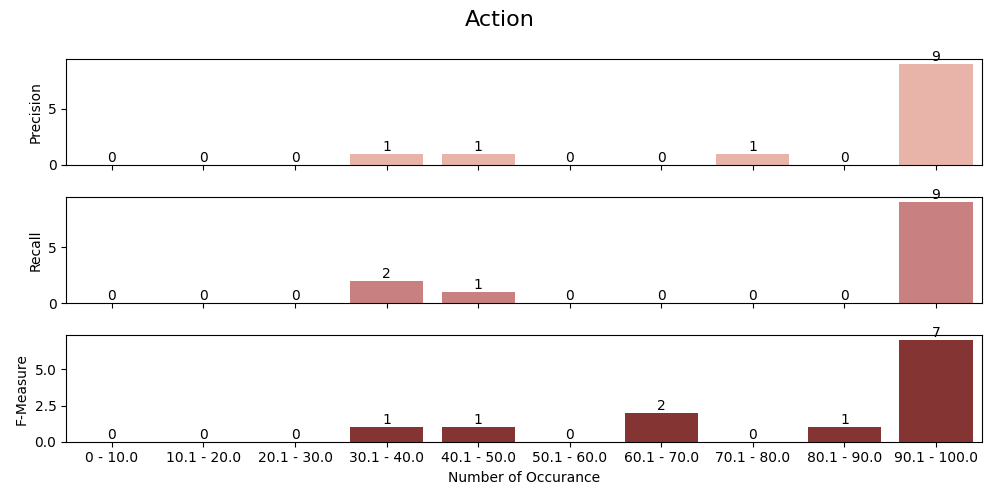 Action
Precision
5
0
0 0 0 1 1 0 0 1 0 9
Recall
5
0
0 0 0 2 1 0 0 0 0 9
F-Measure
5.0
2.5
0.0
0 0 0 1 1 0 2 0 1 7
0 - 10.0 10.1 - 20.0 20.1 - 30.0 30.1 - 40.0 40.1 - 50.0 50.1 - 60.0 60.1 - 70.0 70.1 - 80.0 80.1 - 90.0 90.1 - 100.0
Number of Occurance